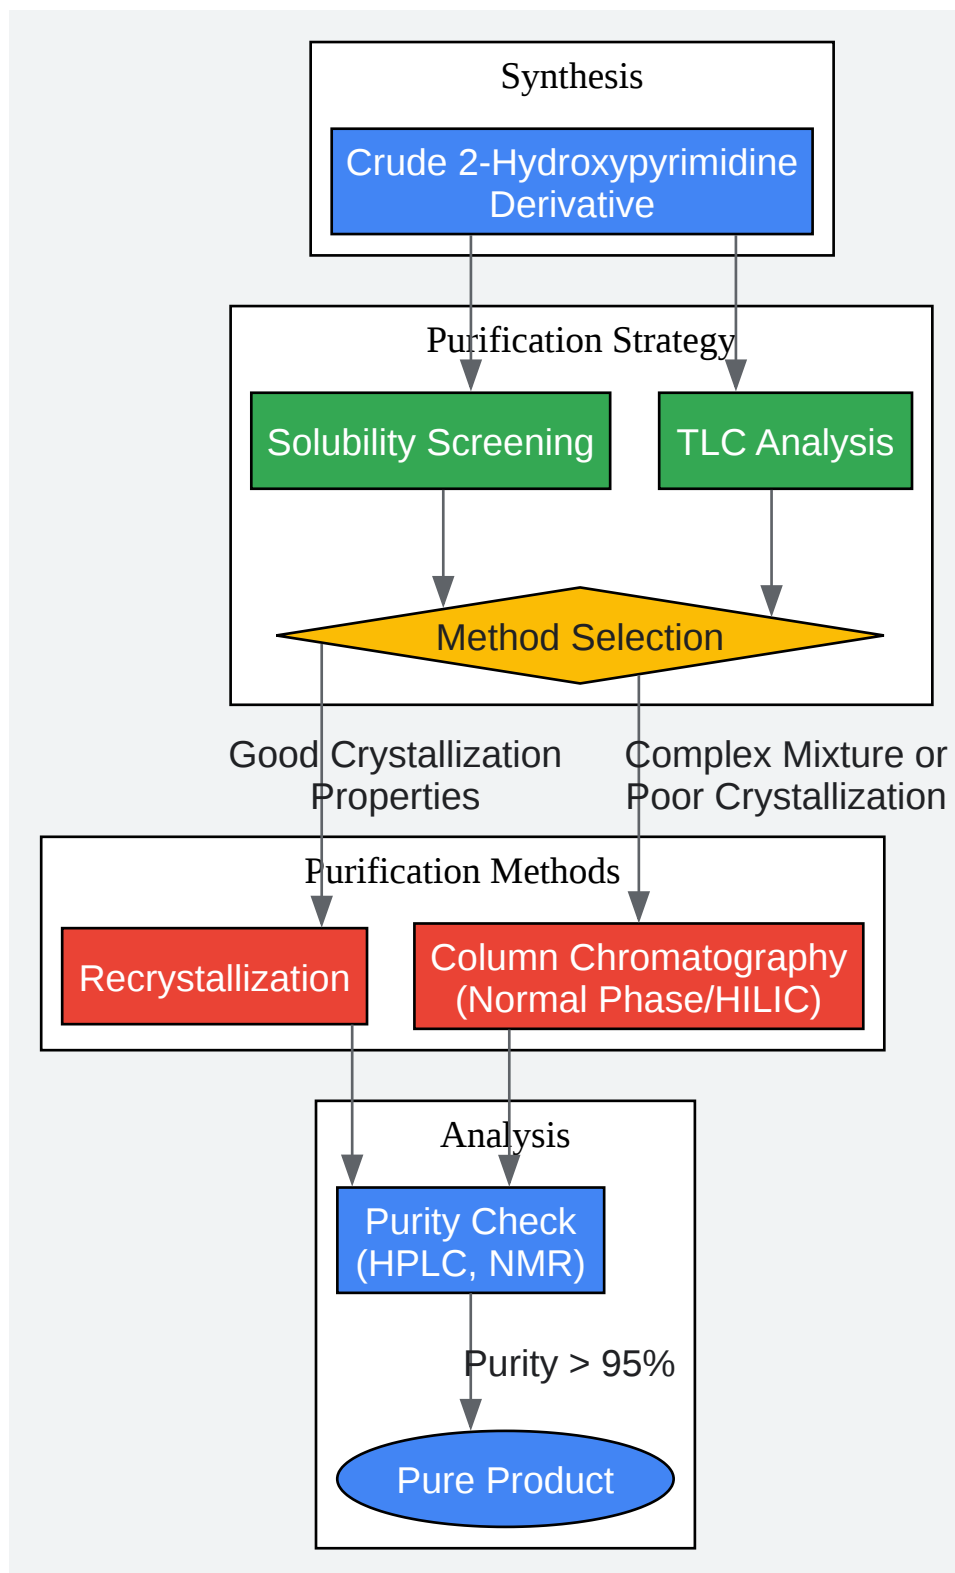 Synthesis
Crude 2-Hydroxypyrimidine
Derivative
Purification Strategy
Solubility Screening
TLC Analysis
Method Selection
Good Crystallization
Properties
Complex Mixture or
Poor Crystallization
Purification Methods
Recrystallization
Column Chromatography
(Normal Phase/HILIC)
Analysis
Purity Check
(HPLC, NMR)
Purity > 95%
Pure Product